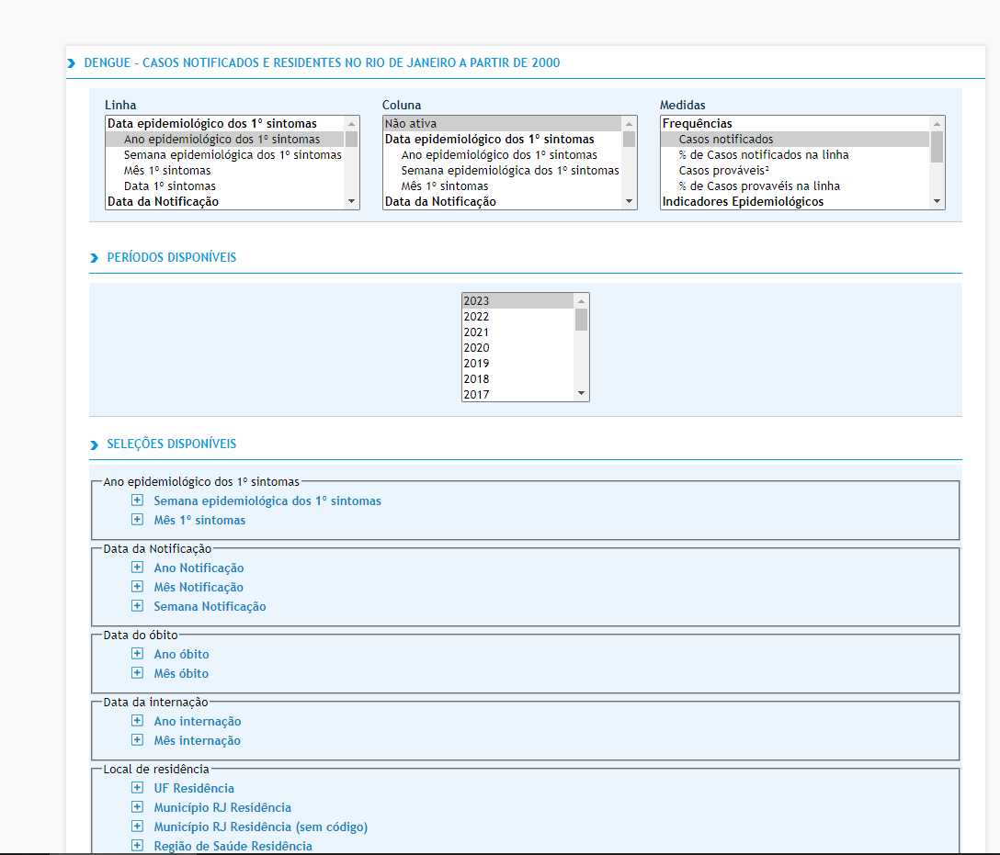 DENGUE - CASOS NOTIFICADOS E RESIDENTES NO RIO DE JANEIRO A PARTIR DE 2000
Linha
Data epidemiológico dos 1º sintomas
Ano epidemiológico dos 1º sintomas
Semana epidemiológica dos 1º sintomas
Mês 1º sintomas
Data 1º sintomas
Data da Notificação
Coluna
Não ativa
Data epidemiológico dos 1º sintomas
Ano epidemiológico dos 1º sintomas
Semana epidemiológica dos 1º sintomas
Mês 1º sintomas
Data da Notificação
Medidas
Frequências
Casos notificados
% de Casos notificados na linha
Casos prováveis²
% de Casos provavéis na linha
Indicadores Epidemiológicos
PERÍODOS DISPONÍVEIS
2023
2022
2021
2020
2019
2018
2017
SELEÇÕES DISPONÍVEIS
Ano epidemiológico dos 1º sintomas
Semana epidemiológica dos 1º sintomas
Mês 1º sintomas
Data da Notificação
Ano Notificação
Mês Notificação
Semana Notificação
Data do óbito
Ano óbito
Mês óbito
Data da internação
Ano internação
Mês internação
Local de residência
UF Residência
Município RJ Residência
Município RJ Residência (sem código)
Região de Saúde Residência